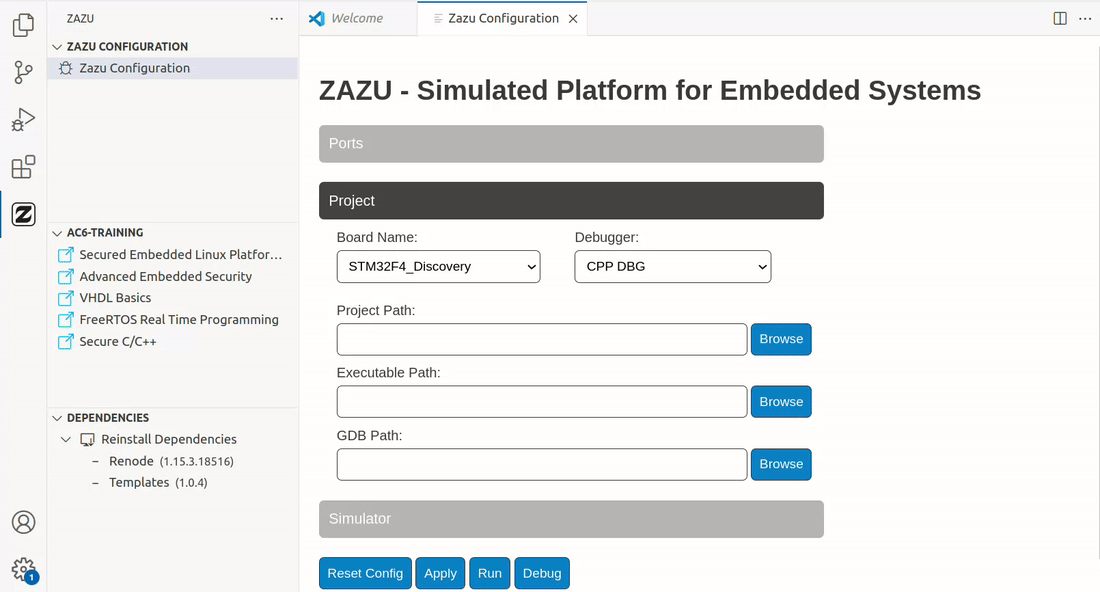 ZAZU
ZAZU CONFIGURATION
Zazu Configuration
AC6-TRAINING
Secured Embedded Linux Platfor...
Advanced Embedded Security
VHDL Basics
FreeRTOS Real Time Programming
Secure C/C++
DEPENDENCIES
Reinstall Dependencies
Renode (1.15.3.18516)
Templates (1.0.4)
1
Welcome
Zazu Configuration
ZAZU - Simulated Platform for Embedded Systems
Ports
Project
Board Name: Debugger:
STM32F4_Discovery CPP DBG
Project Path:
Browse
Executable Path:
Browse
GDB Path:
Browse
Simulator
Reset Config Apply Run Debug